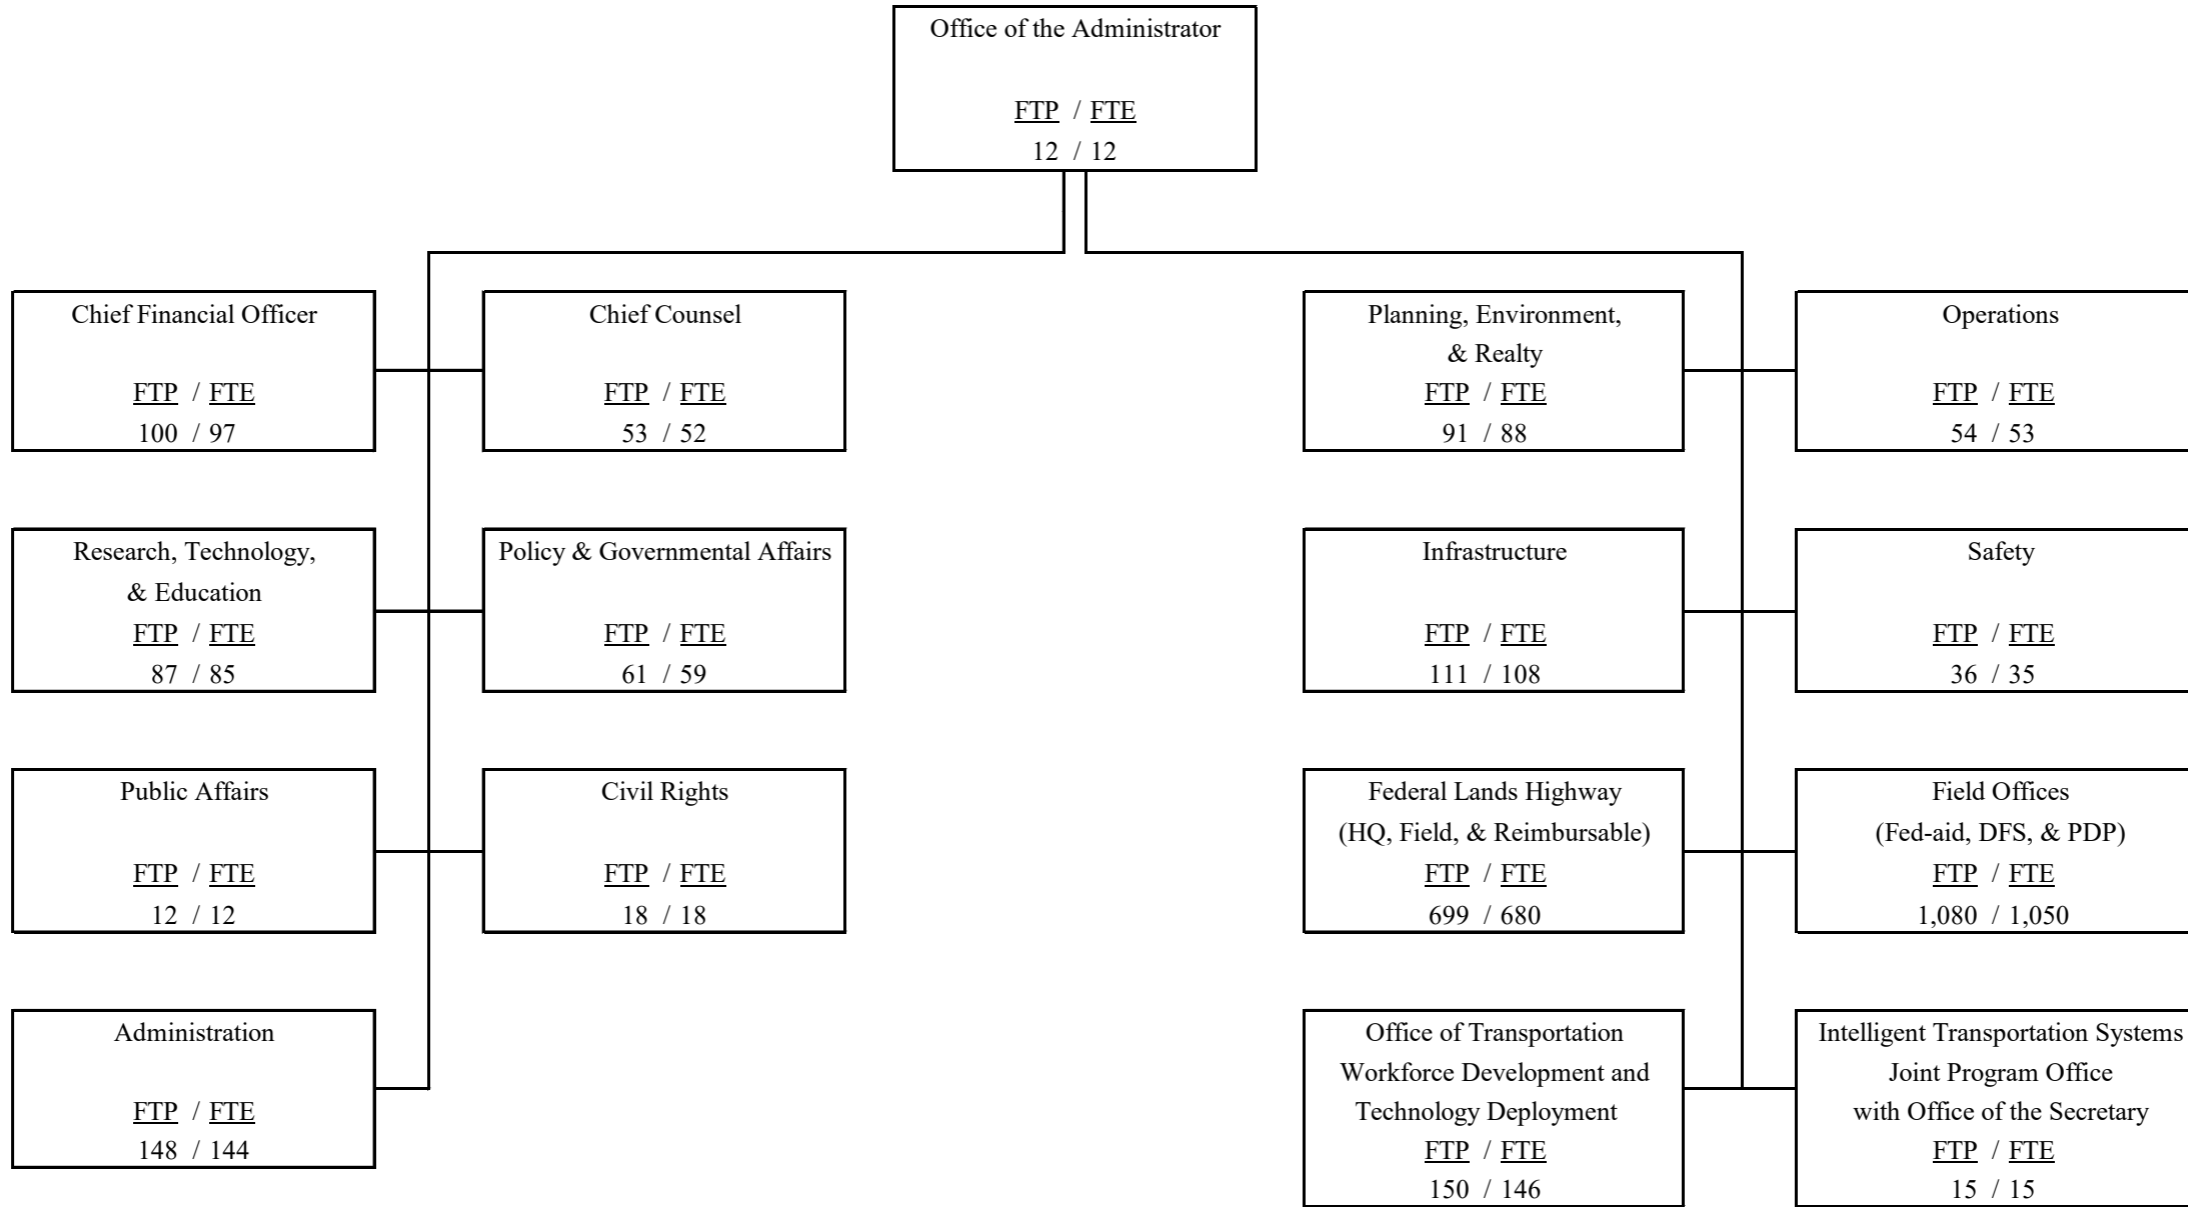 Office of the Administrator
FTP / FTE
12 / 12
Chief Financial Officer
FTP / FTE
100 / 97
Chief Counsel
FTP / FTE
53 / 52
Planning, Environment,
& Realty
FTP / FTE
91 / 88
Operations
FTP / FTE
54 / 53
Research, Technology,
& Education
FTP / FTE
87 / 85
Policy & Governmental Affairs
FTP / FTE
61 / 59
Infrastructure
FTP / FTE
111 / 108
Safety
FTP / FTE
36 / 35
Public Affairs
FTP / FTE
12 / 12
Civil Rights
FTP / FTE
18 / 18
Federal Lands Highway
(HQ, Field, & Reimbursable)
FTP / FTE
699 / 680
Field Offices
(Fed-aid, DFS, & PDP)
FTP / FTE
1,080 / 1,050
Administration
FTP / FTE
148 / 144
Office of Transportation
Workforce Development and
Technology Deployment
FTP / FTE
150 / 146
Intelligent Transportation Systems
Joint Program Office
with Office of the Secretary
FTP / FTE
15 / 15